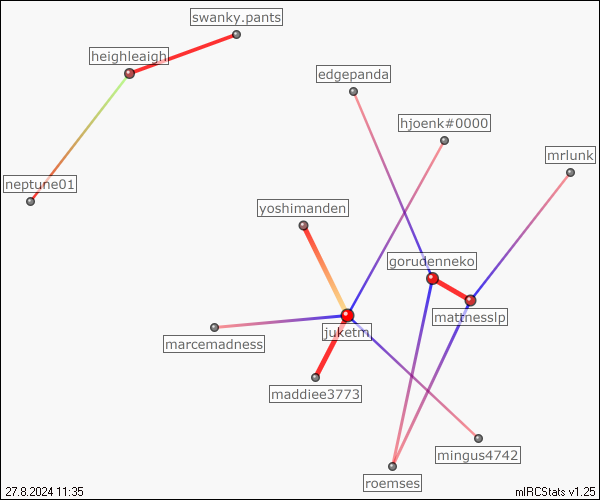 swanky.pants
heighleaigh
edgepanda
hjoenk#0000
mrlunk
neptune01
yoshimanden
gorudenneko
mattnesslp
juketm
marcemadness
maddiee3773
mingus4742
roemses
27.8.2024 11:35
mIRCStats v1.25